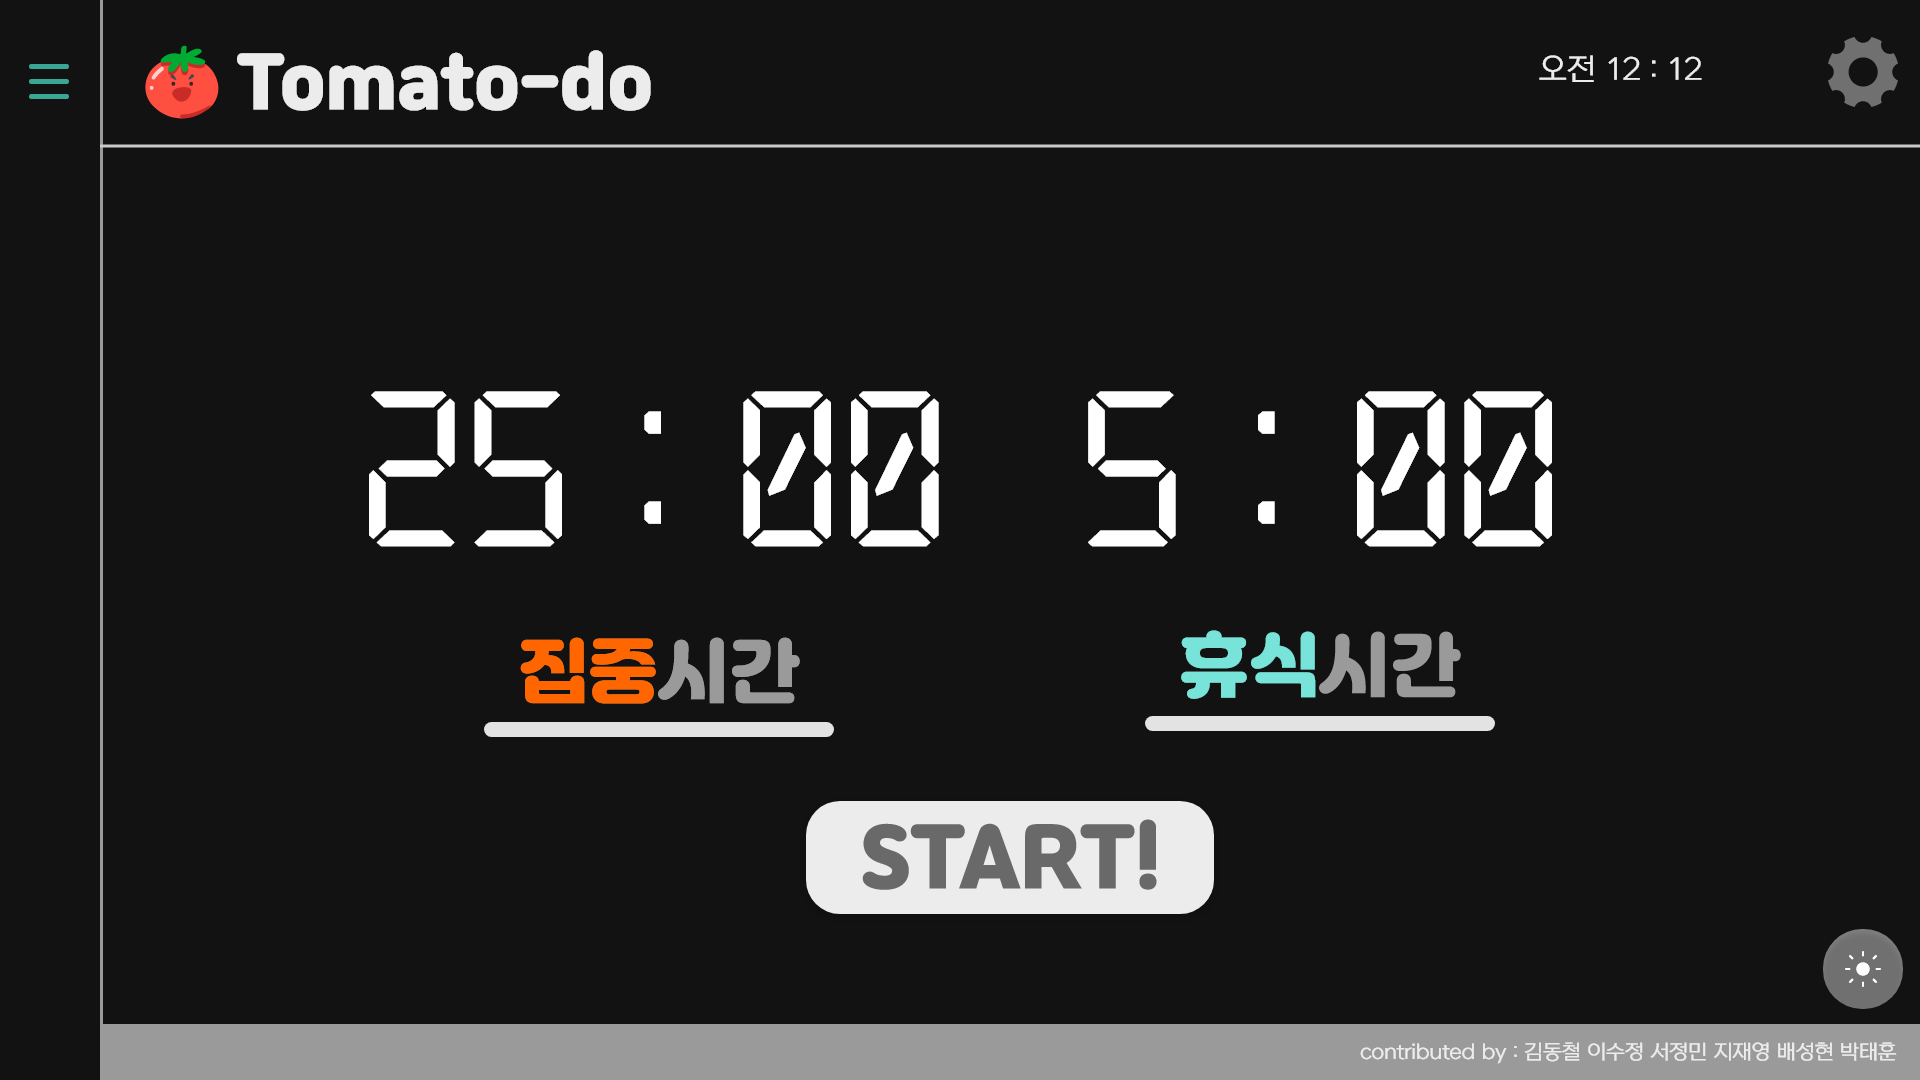 Tomato-do
오전 12 : 12
25 : 00 5 : 00
집중시간 휴식시간
START!
contributed by : 김동철 이수정 서정민 지재영 배성현 박태훈